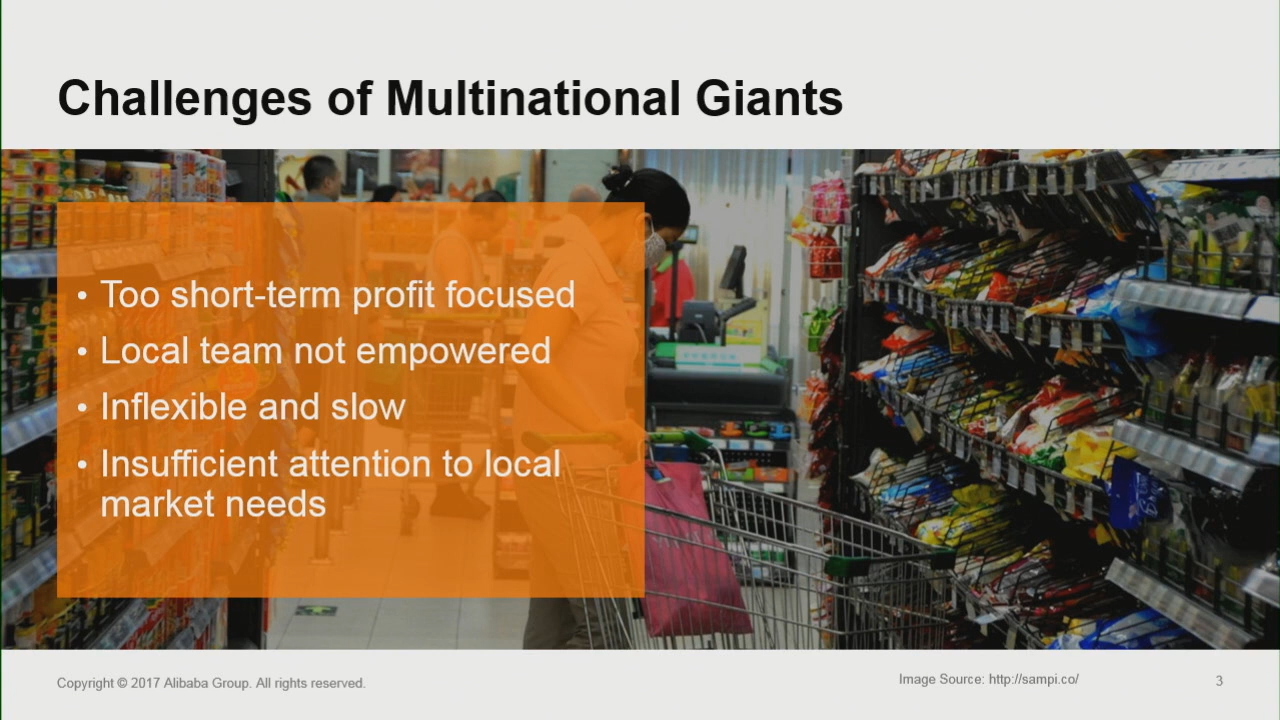 Challenges of Multinational Giants
• Too short-term profit focused
• Local team not empowered
• Inflexible and slow
• Insufficient attention to local
market needs
Copyright © 2017 Alibaba Group. All rights reserved.
Image Source: http://sampi.co/
3